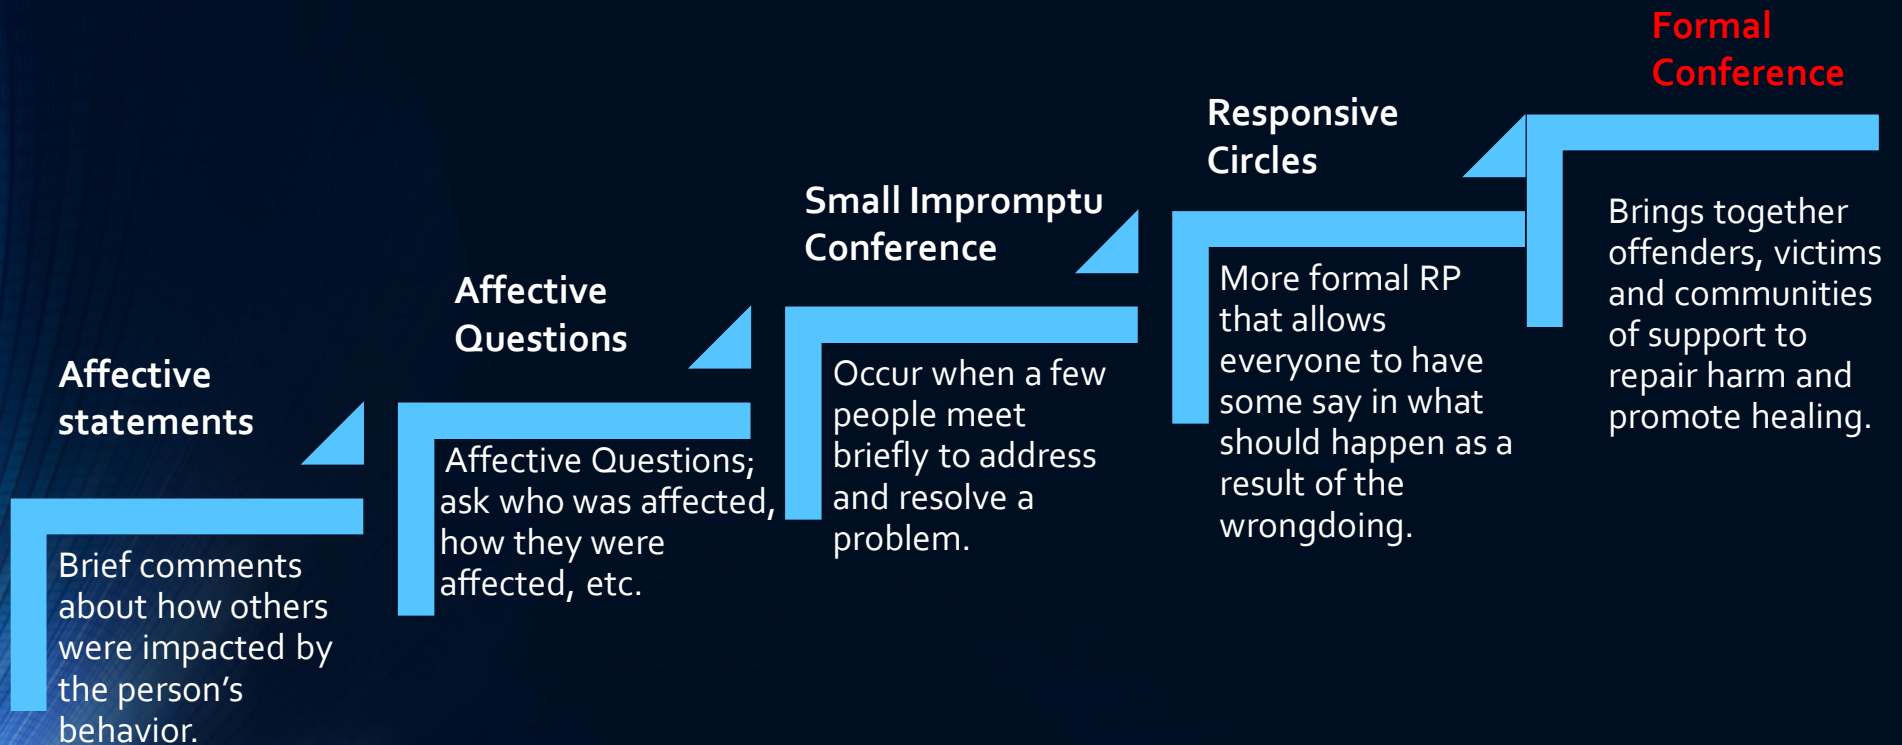 Affective
statements
Brief comments
about how others
were impacted by
the person's
behavior.
Affective
Questions
Affective Questions;
ask who was affected,
how they were
affected, etc.
Small Impromptu
Conference
Occur when a few
people meet
briefly to address
and resolve a
problem.
Responsive
Circles
More formal RP
that allows
everyone to have
some say in what
should happen as a
result of the
wrongdoing.
Formal
Conference
Brings together
offenders, victims
and communities
of support to
repair harm and
promote healing.